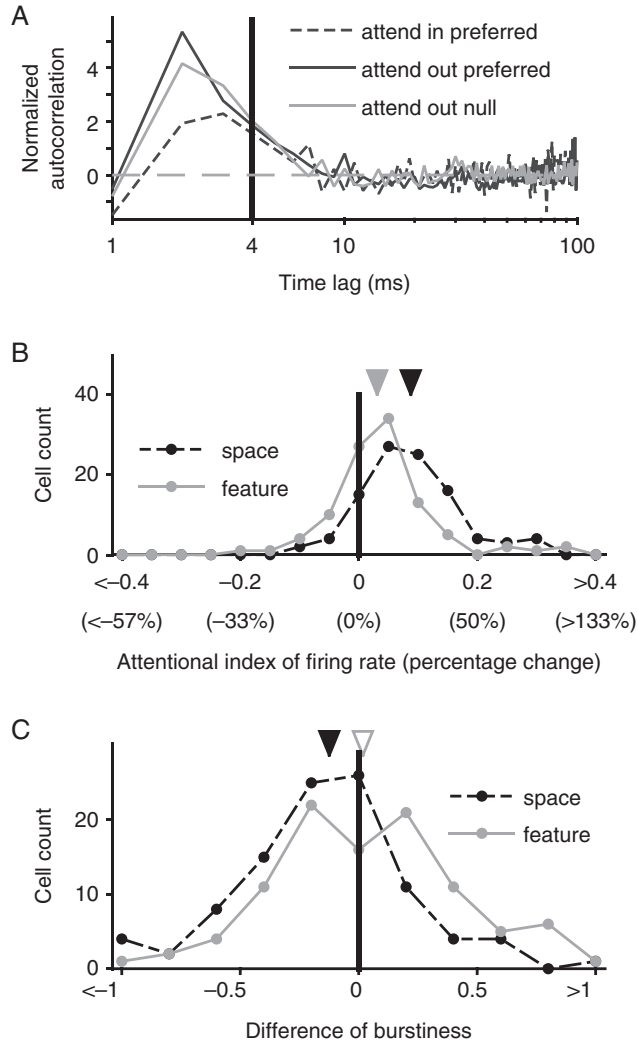 A
Normalized
autocorrelation
4
2
0
attend in preferred
attend out preferred
attend out null
1 4 10 100
Time lag (ms)
B
Cell count
40
20
0
space
feature
<–0.4 –0.2 0 0.2 >0.4
(<–57%) (–33%) (0%) (50%) (>133%)
Attentional index of firing rate (percentage change)
C
Cell count
20
10
0
space
feature
<–1 –0.5 0 0.5 >1
Difference of burstiness